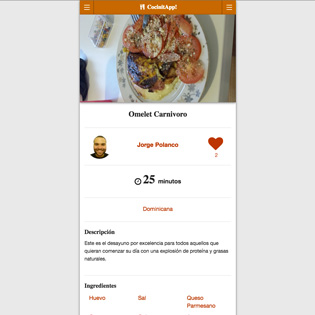 CocinApp!
Omelet Carnivoro
Jorge Polanco
25 minutos
Dominicana
Descripción
Este es el desayuno por excelencia para todos aquellos que
quieran comenzar su día con una explosión de proteína y grasas
naturales.
Ingredientes
Huevo Sal Queso
Parmesano